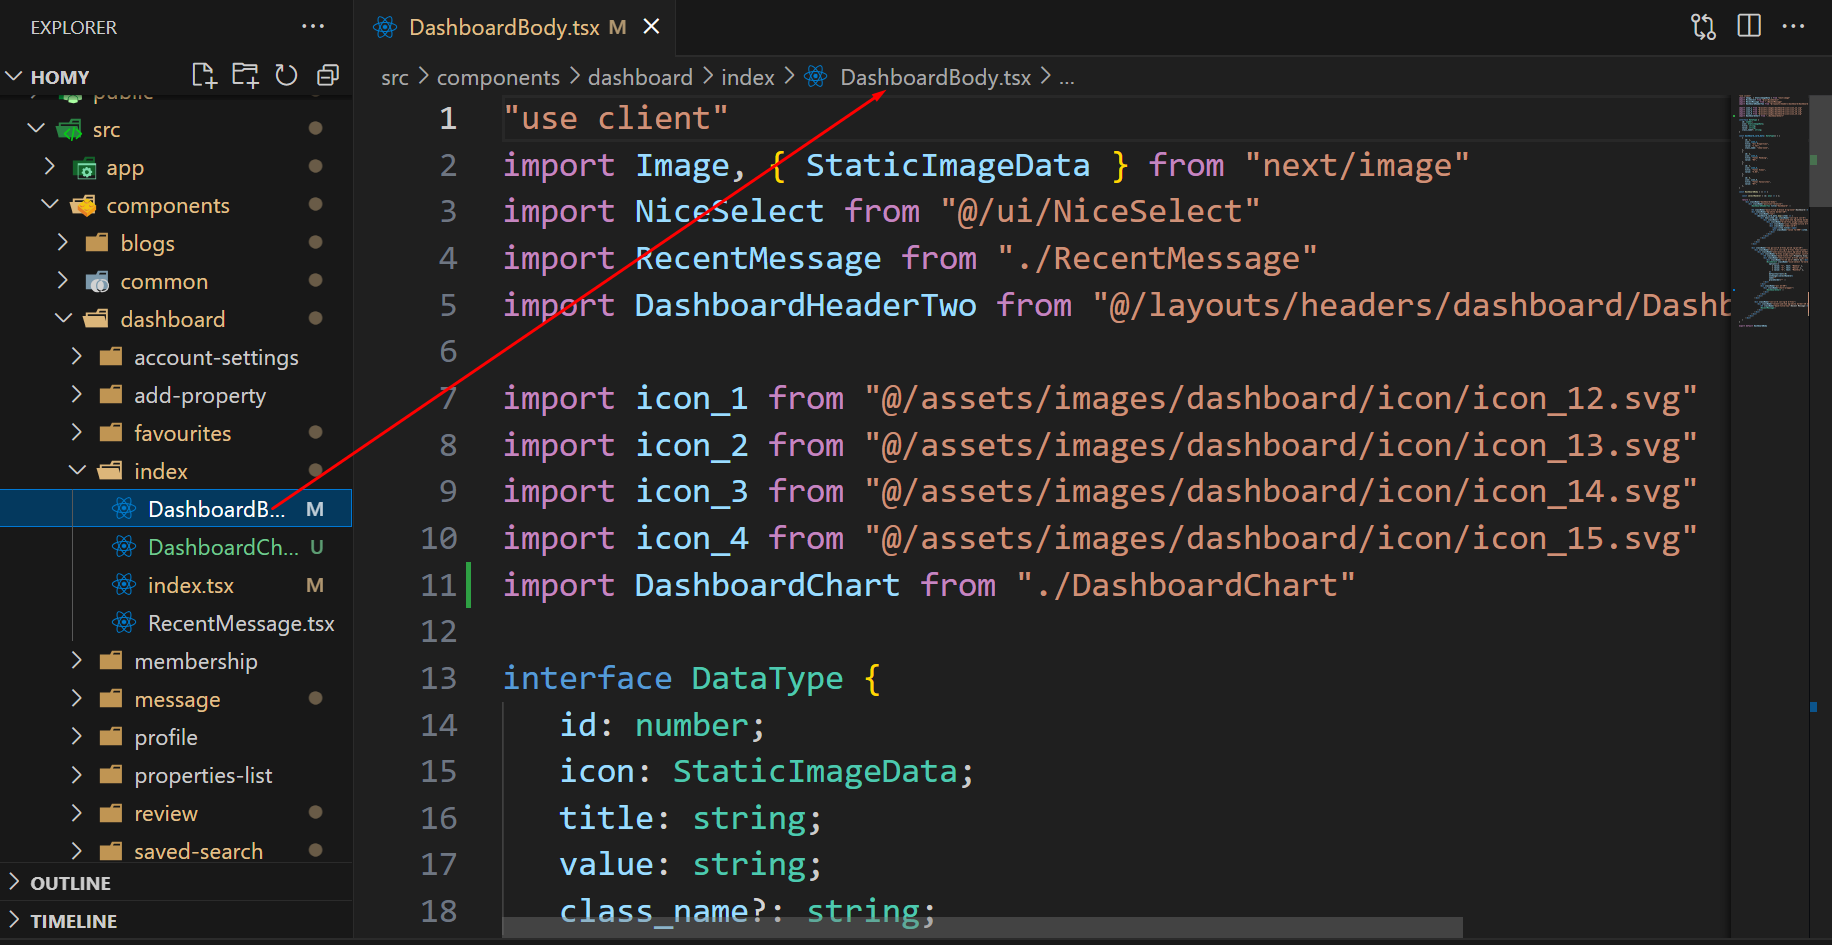 EXPLORER
HOMY
public
src
app
components
blogs
common
dashboard
account-settings
add-property
favourites
index
DashboardB... M
DashboardCh... U
index.tsx M
RecentMessage.tsx
membership
message
profile
properties-list
review
saved-search
OUTLINE
TIMELINE
DashboardBody.tsx M
src > components > dashboard > index > DashboardBody.tsx > ...
1 "use client"
2 import Image, { StaticImageData } from "next/image"
3 import NiceSelect from "@/ui/NiceSelect"
4 import RecentMessage from "./RecentMessage"
5 import DashboardHeaderTwo from "@/layouts/headers/dashboard/Dashb
6
7 import icon_1 from "@/assets/images/dashboard/icon/icon_12.svg"
8 import icon_2 from "@/assets/images/dashboard/icon/icon_13.svg"
9 import icon_3 from "@/assets/images/dashboard/icon/icon_14.svg"
10 import icon_4 from "@/assets/images/dashboard/icon/icon_15.svg"
11 import DashboardChart from "./DashboardChart"
12
13 interface DataType {
14 id: number;
15 icon: StaticImageData;
16 title: string;
17 value: string;
18 class_name?: string;